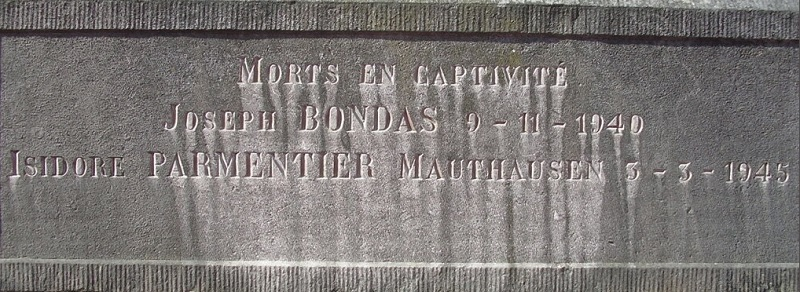 Morts en captivité
Joseph BONDAS 9 - 11 - 1940
Isidore PARMENTIER Mauthausen 3 - 3 - 1945